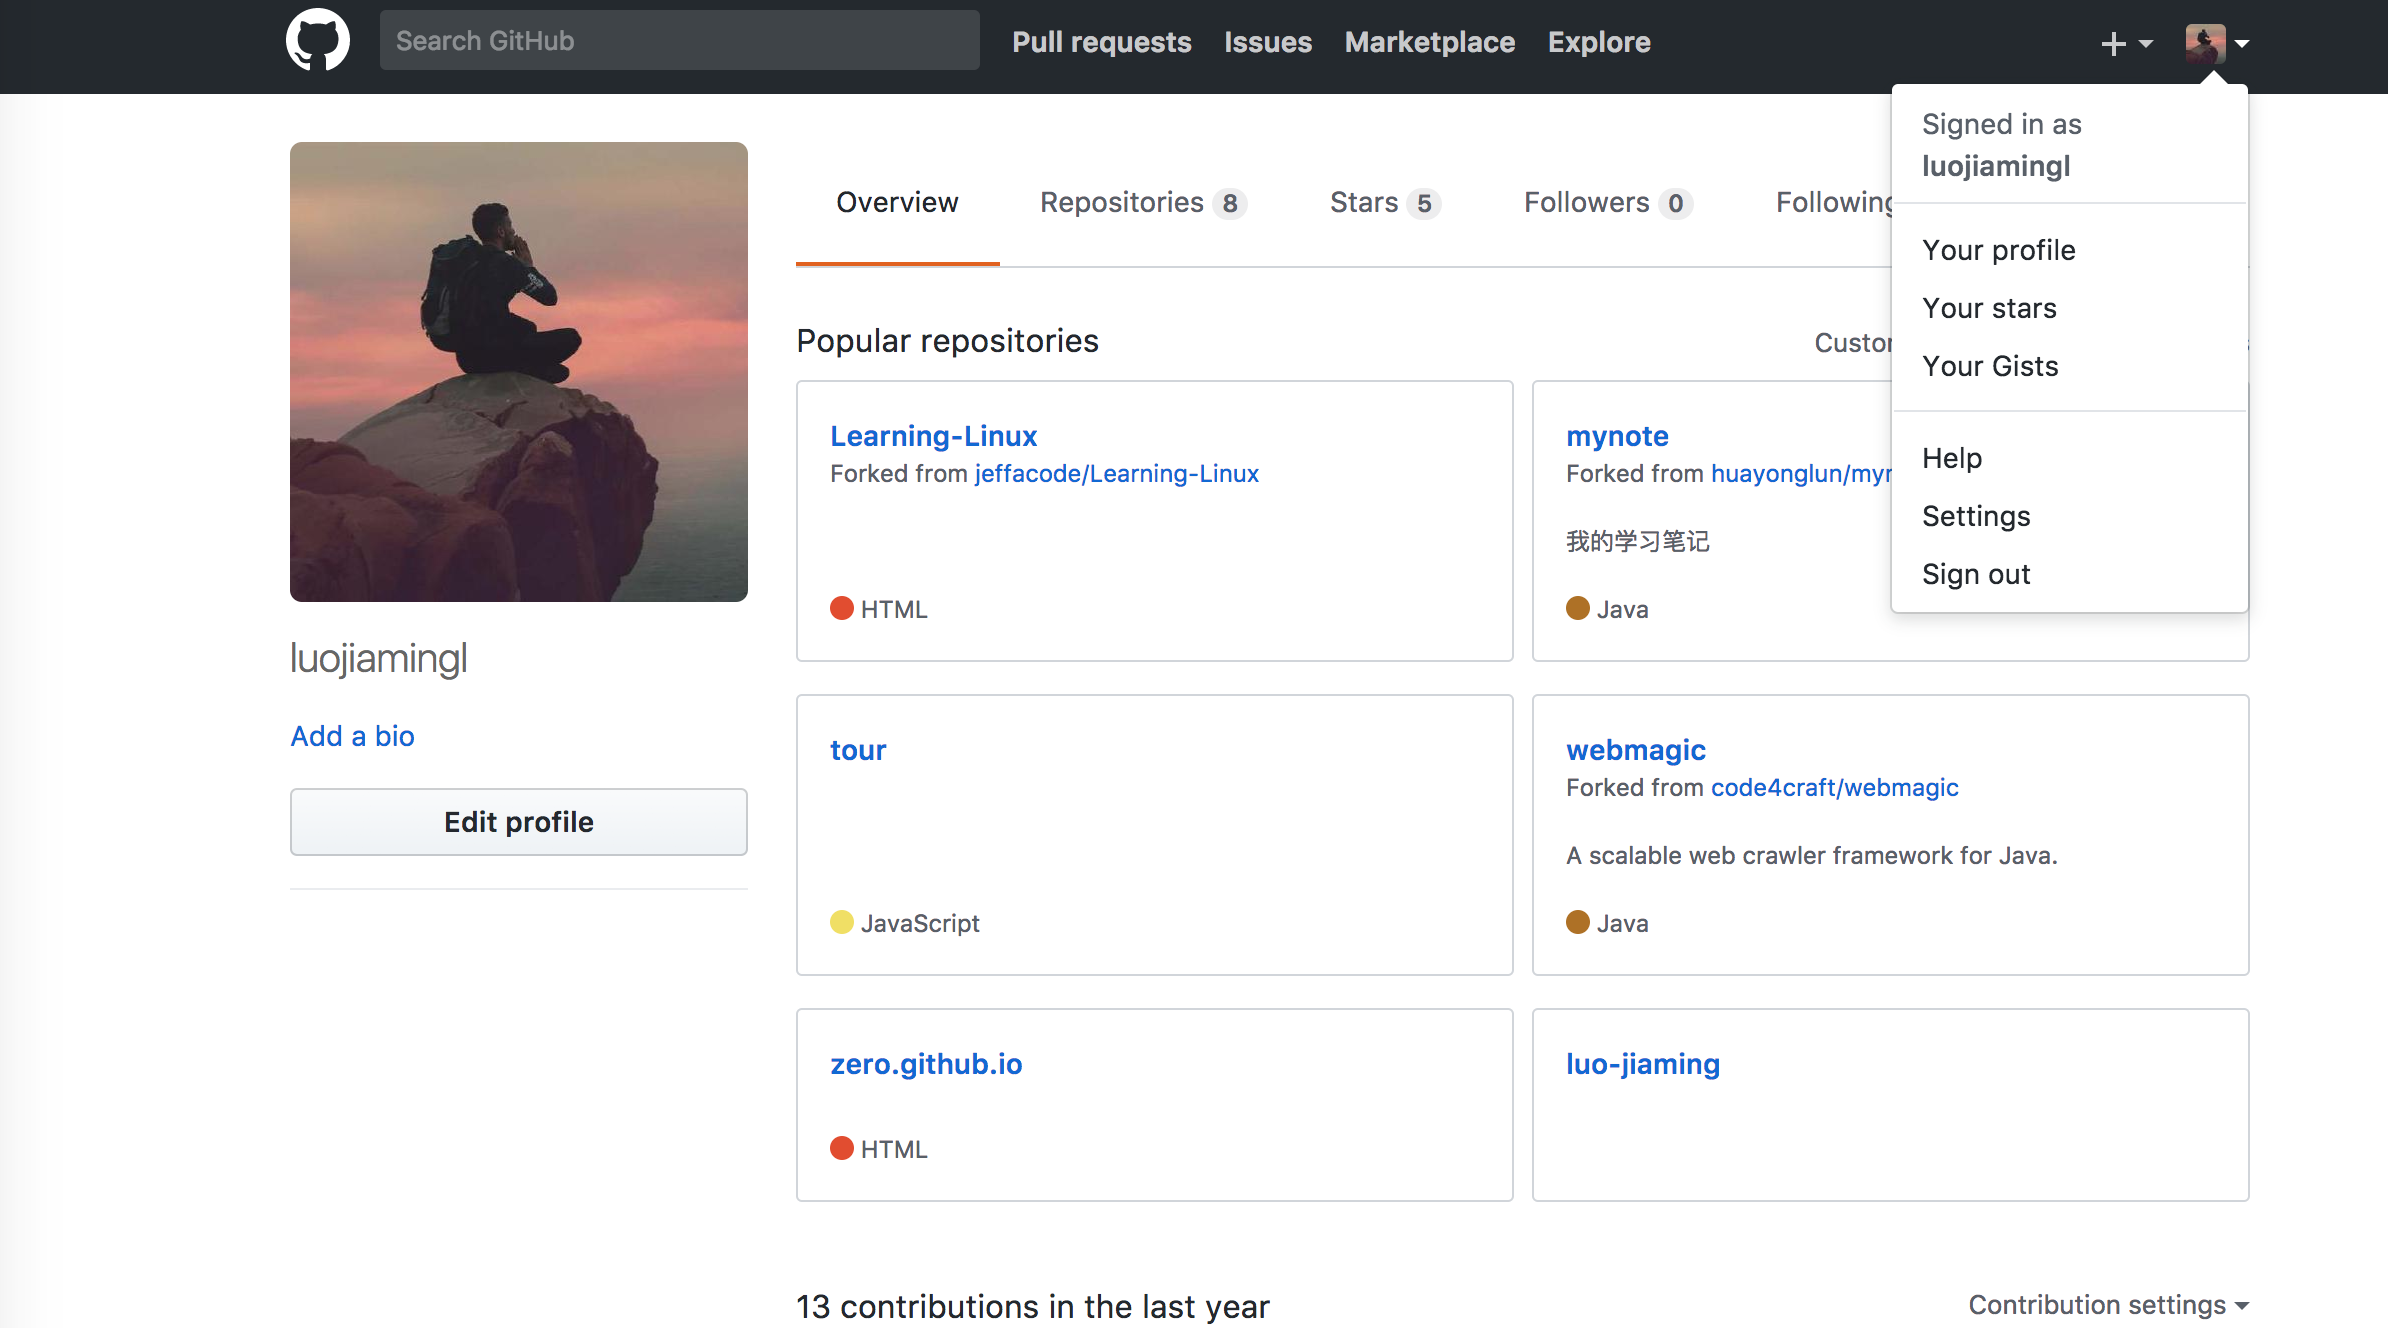 Search GitHub
Pull requests Issues Marketplace Explore
Signed in as
luojiamingl
Your profile
Your stars
Your Gists
Help
Settings
Sign out
Overview Repositories 8 Stars 5 Followers 0 Following
luojiamingl
Add a bio
Edit profile
Popular repositories
Learning-Linux
Forked from jeffacode/Learning-Linux
HTML
mynote
Forked from huayonglun/myn
我的学习笔记
Java
tour
JavaScript
webmagic
Forked from code4craft/webmagic
A scalable web crawler framework for Java.
Java
zero.github.io
HTML
luo-jiaming
13 contributions in the last year
Contribution settings